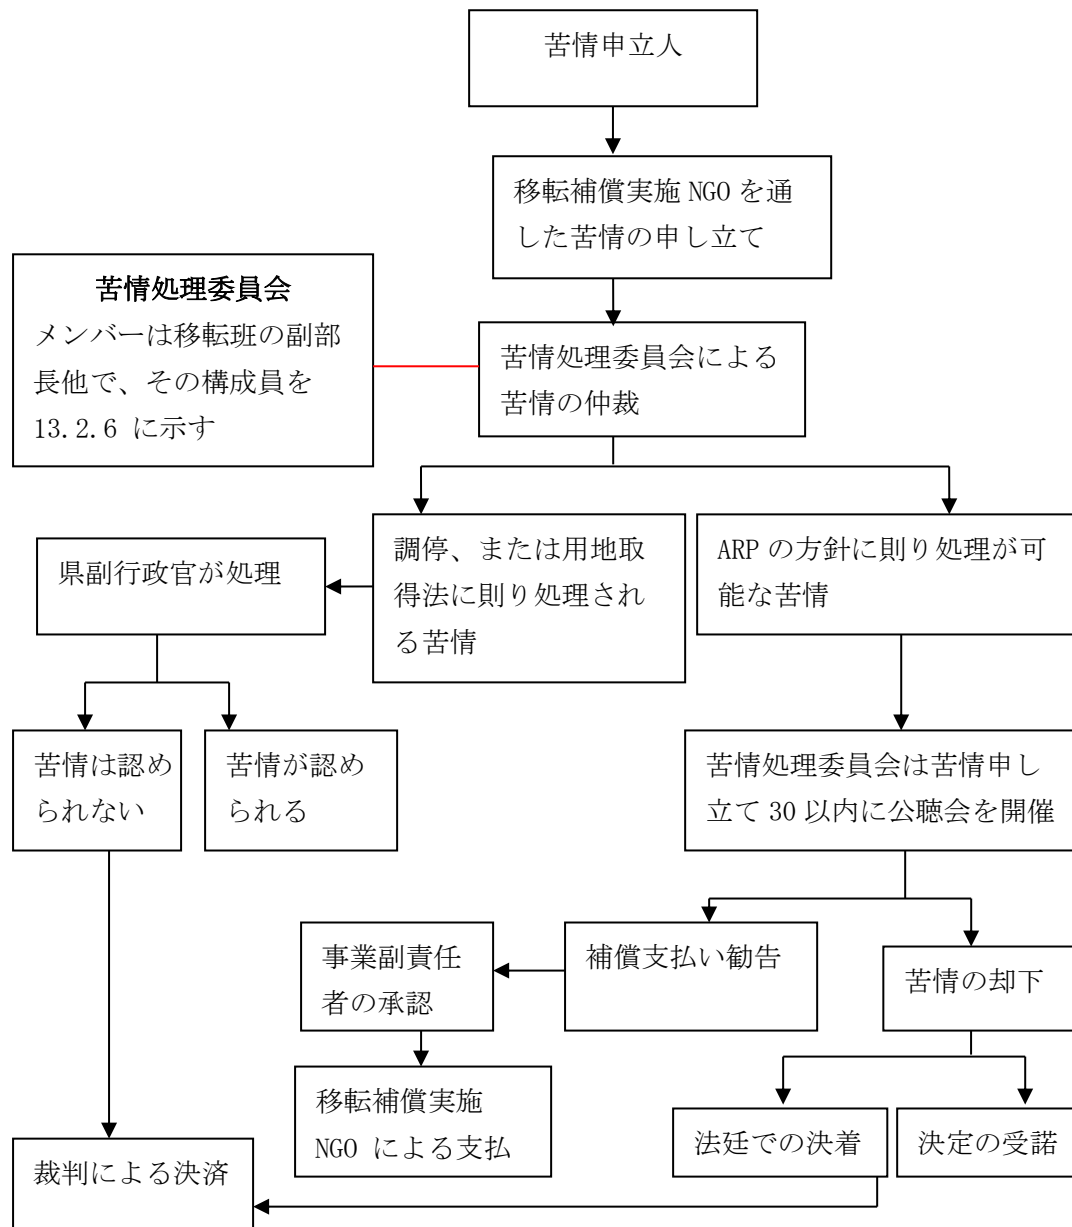 苦情申立人
移転補償実施 NGO を通
した苦情の申し立て
苦情処理委員会
メンバーは移転班の副部
長他で、その構成員を
13.2.6 に示す
苦情処理委員会による
苦情の仲裁
県副行政官が処理
調停、または用地取
得法に則り処理され
る苦情
ARP の方針に則り処理が可
能な苦情
苦情は認め
られない
苦情が認め
られる
苦情処理委員会は苦情申し
立て 30 以内に公聴会を開催
事業副責任
者の承認
補償支払い勧告
苦情の却下
移転補償実施
NGO による支払
法廷での決着
決定の受諾
裁判による決済